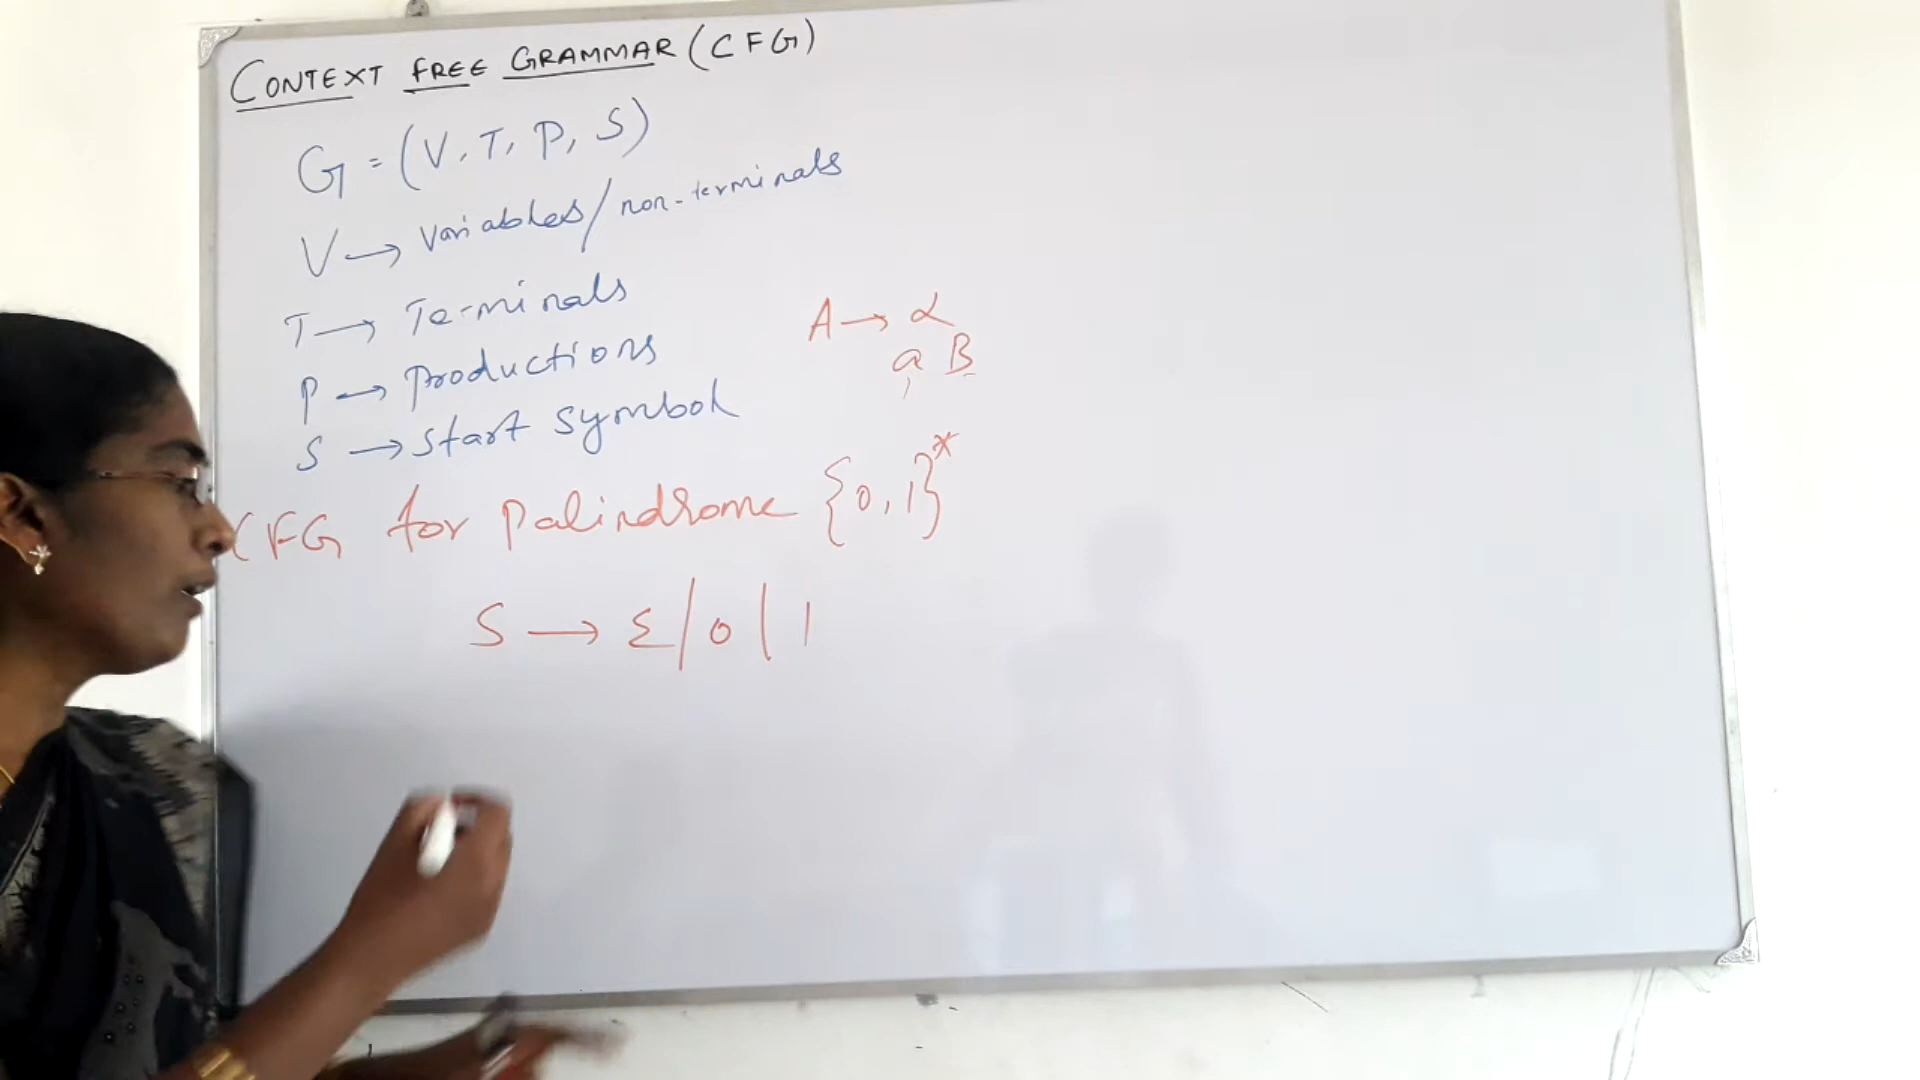 CONTEXT FREE GRAMMAR (CFG)
G = (V, T, P, S)
V → Variables/non-terminals
T → Terminals
P → Productions
S → Start symbol
A → α
a B
CFG for palindrome {0,1}*
S → Σ/0|1